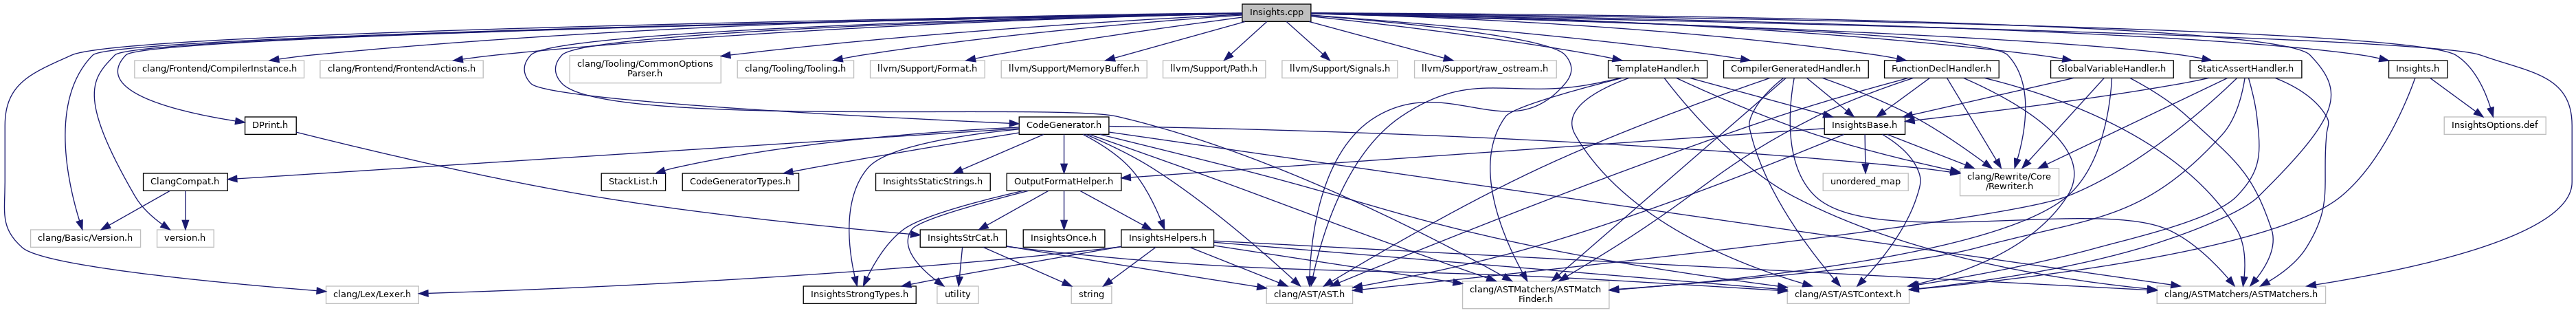 Insights.cpp
clang/Frontend/CompilerInstance.h
clang/Frontend/FrontendActions.h
clang/Tooling/CommonOptions
Parser.h
clang/Tooling/Tooling.h
llvm/Support/Format.h
llvm/Support/MemoryBuffer.h
llvm/Support/Path.h
llvm/Support/Signals.h
llvm/Support/raw_ostream.h
TemplateHandler.h
CompilerGeneratedHandler.h
FunctionDeclHandler.h
GlobalVariableHandler.h
StaticAssertHandler.h
Insights.h
DPrint.h
CodeGenerator.h
InsightsBase.h
InsightsOptions.def
ClangCompat.h
StackList.h
CodeGeneratorTypes.h
InsightsStaticStrings.h
OutputFormatHelper.h
unordered_map
clang/Rewrite/Core
/Rewriter.h
clang/Basic/Version.h
version.h
InsightsStrCat.h
InsightsOnce.h
InsightsHelpers.h
clang/Lex/Lexer.h
InsightsStrongTypes.h
utility
string
clang/AST/AST.h
clang/ASTMatchers/ASTMatch
Finder.h
clang/AST/ASTContext.h
clang/ASTMatchers/ASTMatchers.h